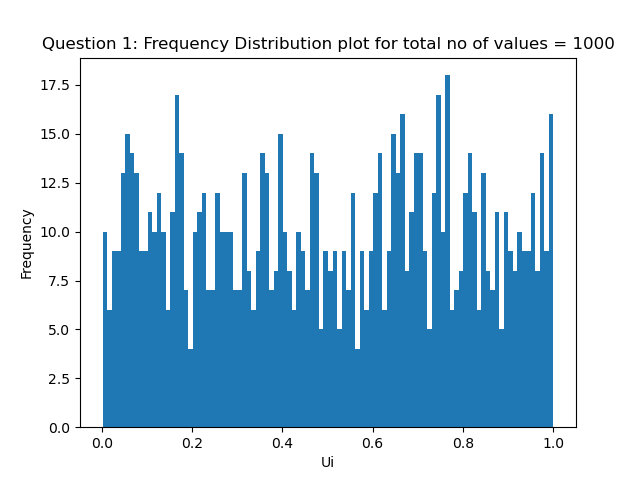 Question 1: Frequency Distribution plot for total no of values = 1000
17.5
15.0
12.5
10.0
7.5
5.0
2.5
0.0
Frequency
0.0 0.2 0.4 0.6 0.8 1.0
Ui